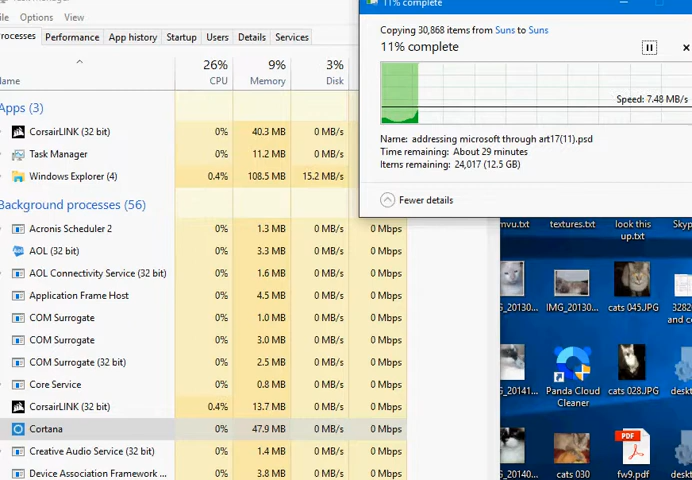 Options View
11% complete
Processes Performance App history Startup Users Details Services
26% 9% 3%
CPU Memory Disk
Apps (3)
CorsairLINK (32 bit) 0% 40.3 MB 0 MB/s
Task Manager 0% 11.2 MB 0 MB/s
Windows Explorer (4) 0.4% 108.5 MB 15.2 MB/s
Background processes (56)
Acronis Scheduler 2 0% 1.3 MB 0 MB/s 0 Mbps
AOL (32 bit) 0% 3.3 MB 0 MB/s 0 Mbps
AOL Connectivity Service (32 bit) 0% 1.6 MB 0 MB/s 0 Mbps
Application Frame Host 0% 4.5 MB 0 MB/s 0 Mbps
COM Surrogate 0% 1.0 MB 0 MB/s 0 Mbps
COM Surrogate 0% 3.0 MB 0 MB/s 0 Mbps
COM Surrogate (32 bit) 0% 2.5 MB 0 MB/s 0 Mbps
Core Service 0% 0.8 MB 0 MB/s 0 Mbps
CorsairLINK (32 bit) 0.4% 13.7 MB 0 MB/s 0 Mbps
Cortana 0% 47.9 MB 0 MB/s 0 Mbps
Creative Audio Service (32 bit) 0% 1.4 MB 0 MB/s 0 Mbps
Device Association Framework ... 0% 3.8 MB 0 MB/s 0 Mbps
Copying 30,868 items from Suns to Suns
11% complete
Speed: 7.48 MB/s
Name: addressing microsoft through art17(11).psd
Time remaining: About 29 minutes
Items remaining: 24,017 (12.5 GB)
Fewer details
textures.txt look this
up.txt
IMG_20130... cats 045.JPG
Panda Cloud
Cleaner
cats 028.JPG
PDF
cats 030 fw9.pdf